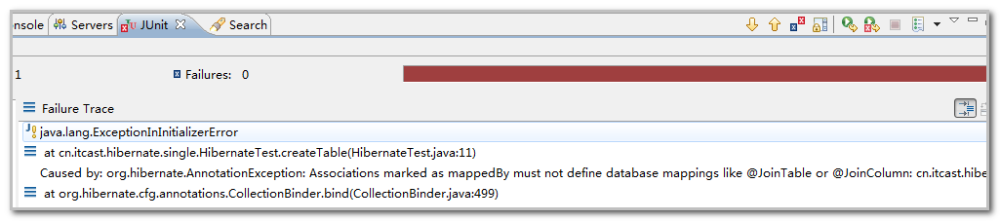 nsole Servers JUnit Search
1 Failures: 0
Failure Trace
java.lang.ExceptionInInitializerError
at cn.itcast.hibernate.single.HibernateTest.createTable(HibernateTest.java:11)
Caused by: org.hibernate.AnnotationException: Associations marked as mappedBy must not define database mappings like @JoinTable or @JoinColumn: cn.itcast.hibe
at org.hibernate.cfg.annotations.CollectionBinder.bind(CollectionBinder.java:499)